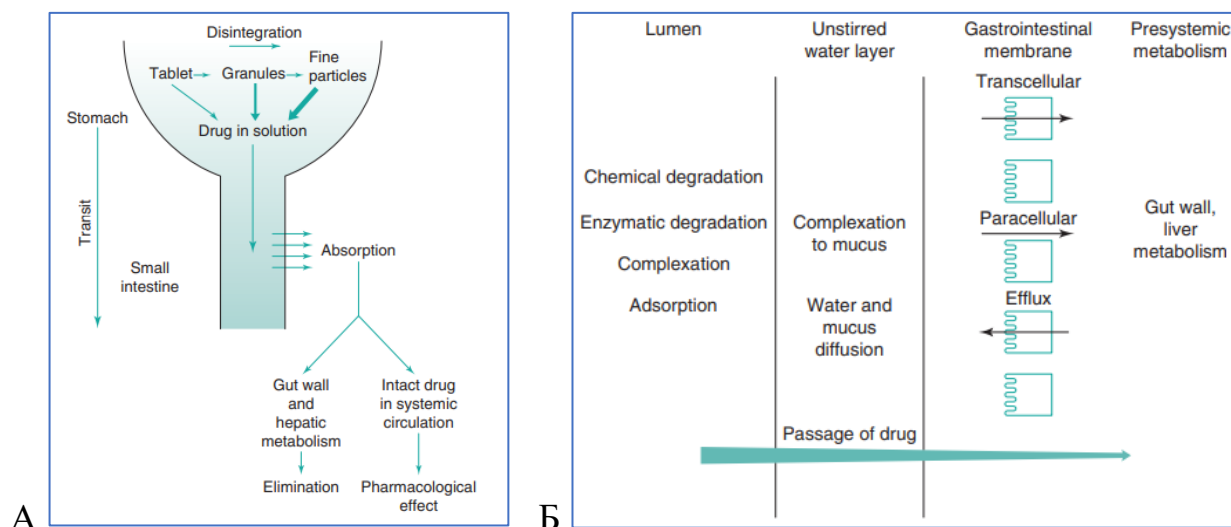 Disintegration
Tablet
Granules
Fine
particles
Stomach
Drug in solution
Transit
Absorption
Small
intestine
Gut wall
and
hepatic
metabolism
Intact drug
in systemic
circulation
Elimination
Pharmacological
effect
А
Lumen
Unstirred
water layer
Gastrointestinal
membrane
Presystemic
metabolism
Transcellular
Chemical degradation
Enzymatic degradation
Complexation
Adsorption
Complexation
to mucus
Water and
mucus
diffusion
Paracellular
Efflux
Gut wall,
liver
metabolism
Passage of drug
Б